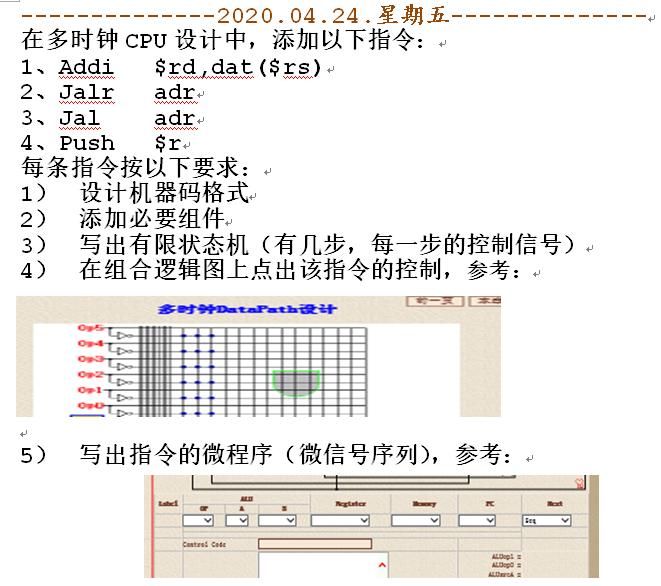 --------------2020.04.24.星期五--------------
在多时钟CPU设计中，添加以下指令：
1、Addi $rd,dat($rs)
2、Jalr adr
3、Jal adr
4、Push $r
每条指令按以下要求：
1） 设计机器码格式
2） 添加必要组件
3） 写出有限状态机（有几步，每一步的控制信号）
4） 在组合逻辑图上点出该指令的控制，参考：
前一页
多时钟DataPath设计
Op5
Op4
Op3
Op2
Op1
Op0
5） 写出指令的微程序（微信号序列），参考：
Label ALU Register Memory PC Next
OP A B
Seq
Control Code
ALUop1 =
ALUop0 =
ALUsrcA =